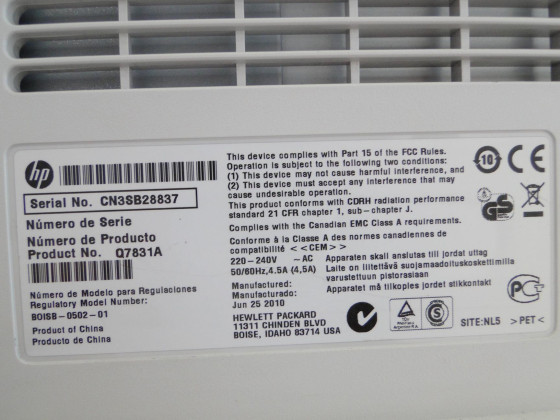 hp
Serial No. CN3SB28837
Número de Serie
Número de Producto
Product No. Q7831A
Número de Modelo para Regulaciones
Regulatory Model Number:
BOISB-0502-01
Product of China
Producto de China
This device complies with Part 15 of the FCC Rules.
Operation is subject to the following two conditions:
(1) This device may not cause harmful interference, and
(2) This device must accept any interference that may
cause undesirable operation.
This product conforms with CDRH radiation performance
standard 21 CFR chapter 1, sub-chapter J.
Complies with the Canadian EMC Class A requirements.
Conforme à la Classe A des normes canadiennes de
compatibilité <<CEM>>
220-240V ~AC
50/60Hz,4.5A (4,5A)
Apparaten skall anslutas till jordat uttag
Laite on liitettävä suojamaadoituskoskettimilla
varustettuun pistorasiaan
Apparatet må tilkoples jordet stikkontakt
Manufactured:
Manufactured:
Jun 25 2010
HEWLETT PACKARD
11311 CHINDEN BLVD
BOISE, IDAHO 83714 USA
10
CE
GS
S
SITE:NL5 >PET<